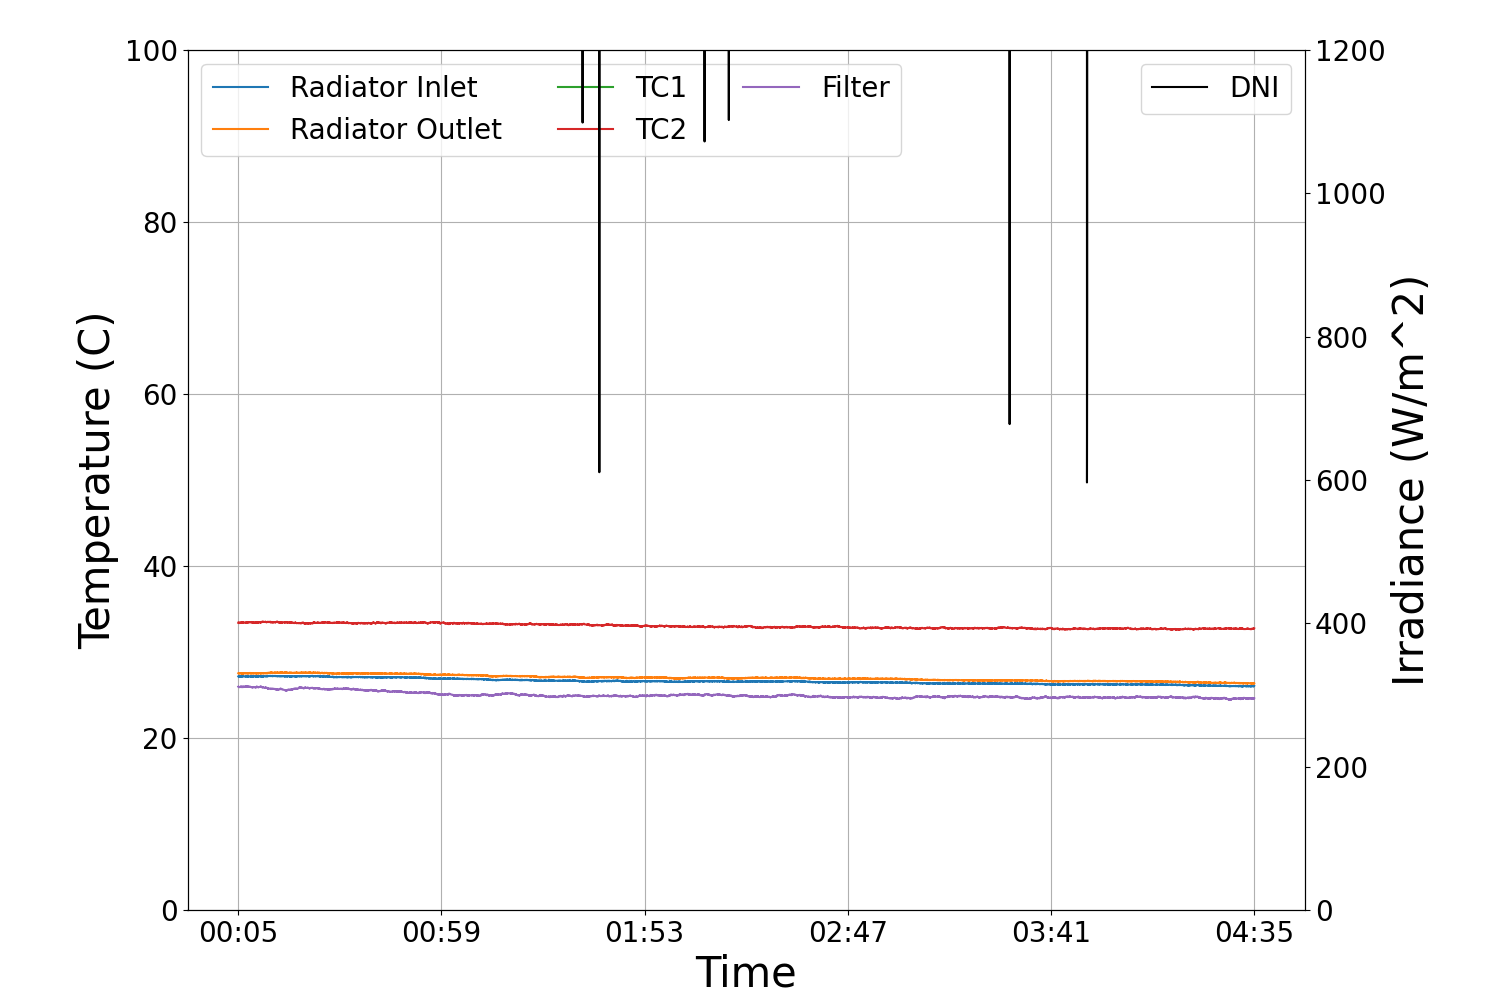 100
80
60
40
20
0
Temperature (C)
Radiator Inlet
Radiator Outlet
TC1
TC2
Filter
DNI
1200
1000
800
600
400
200
0
Irradiance (W/m^2)
00:05
00:59
01:53
02:47
03:41
04:35
Time